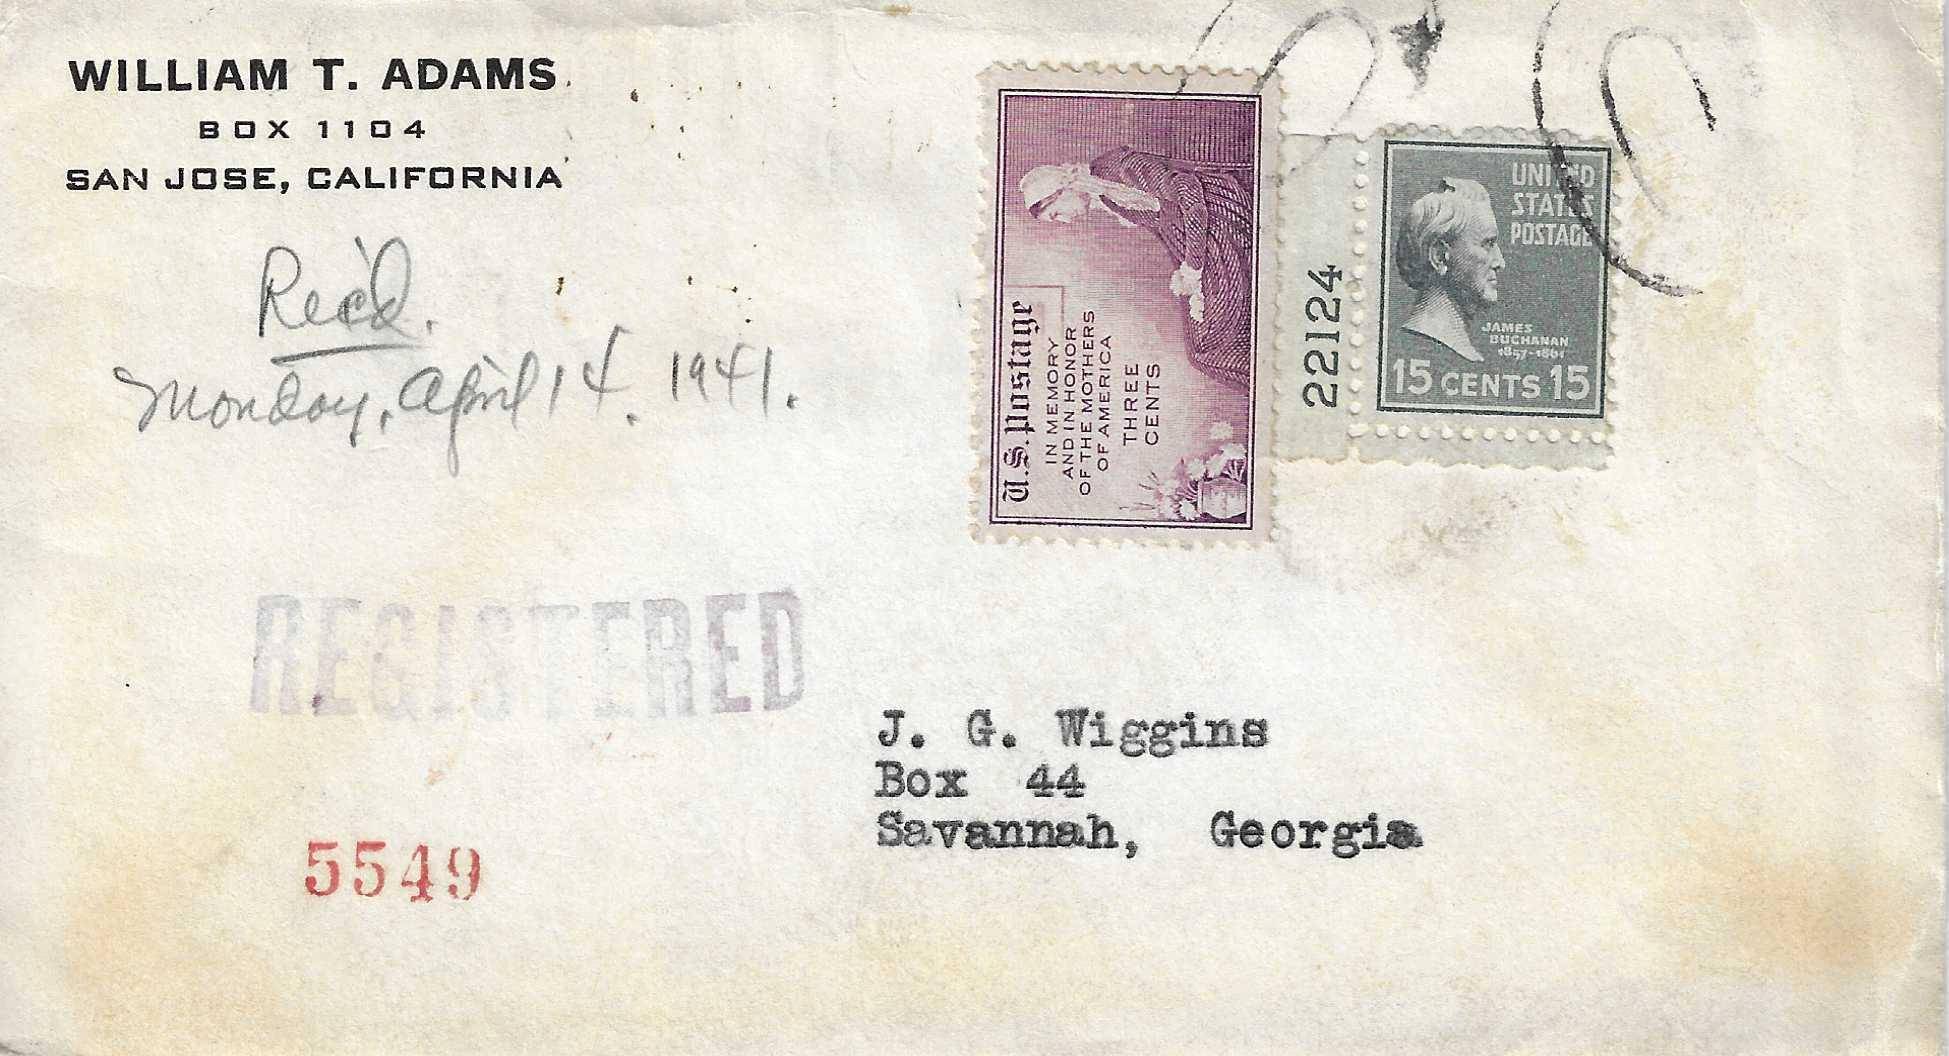 WILLIAM T. ADAMS
BOX 1104
SAN JOSE, CALIFORNIA
Rec'd.
Monday, April 14, 1941.
U.S. Postage
IN MEMORY
AND IN HONOR
OF THE MOTHERS
OF AMERICA
THREE
CENTS
22124
UNITED
STATES
POSTAGE
JAMES
BUCHANAN
1857-1861
15 CENTS 15
REGISTERED
J. G. Wiggins
Box 44
Savannah, Georgia
5549